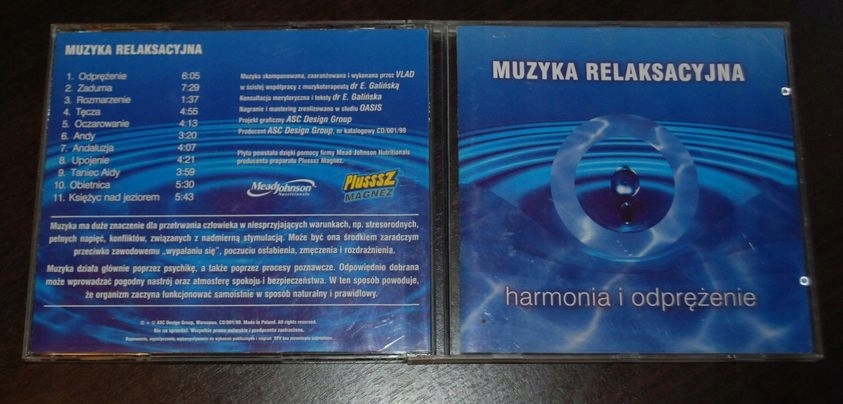 MUZYKA RELAKSACYJNA
1. Odprężenie 6:05
2. Zaduma 7:29
3. Rozmarzenie 1:37
4. Tęcza 4:55
5. Oczarowanie 4:13
6. Andy 3:20
7. Andaluzja 4:07
8. Upojenie 4:21
9. Taniec Aidy 3:59
10. Obietnica 5:30
11. Księżyc nad jeziorem 5:43
Muzyka skomponowana, zaaranżowana i wykonana przez VLAD
w ścisłej współpracy z muzykoterapeutą dr E. Galińską
Konsultacja merytoryczna i teksty dr E. Galińska
Nagranie i mastering zrealizowano w studiu OASIS
Projekt graficzny ASC Design Group
Producent ASC Design Group, nr katalogowy CD/001/99
Płyta powstała dzięki pomocy firmy Mead Johnson Nutritionals
producenta preparatu Plusssz Magnez.
MeadJohnson
Nutritionals
PlussSZ
MAGNEZ
Muzyka ma duże znaczenie dla przetrwania człowieka w niesprzyjających warunkach, np. stresorodnych,
pełnych napięć, konfliktów, związanych z nadmierną stymulacją. Może być ona środkiem zaradczym
przeciwko zawodowemu „wypalaniu się”, poczuciu osłabienia, zmęczenia i rozdrażnienia.
Muzyka działa głównie poprzez psychikę, a także poprzez procesy poznawcze. Odpowiednio dobrana
może wprowadzać pogodny nastrój oraz atmosferę spokoju i bezpieczeństwa. W ten sposób powoduje,
że organizm zaczyna funkcjonować samoistnie w sposób naturalny i prawidłowy.
ASC Design Group, Warszawa, CD/001/99. Made in Poland. All rights reserved.
Nie na sprzedaż. Wszystkie prawa autorskie i producenta zastrzeżone.
MUZYKA RELAKSACYJNA
harmonia i odprężenie